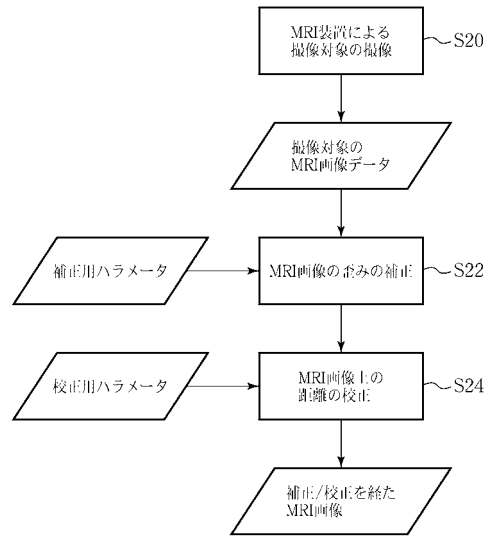 MRI装置による
撮像対象の撮像
S20
撮像対象の
MRI画像データ
補正用パラメータ
MRI画像の歪みの補正
S22
校正用パラメータ
MRI画像上の
距離の校正
S24
補正/校正を経た
MRI画像